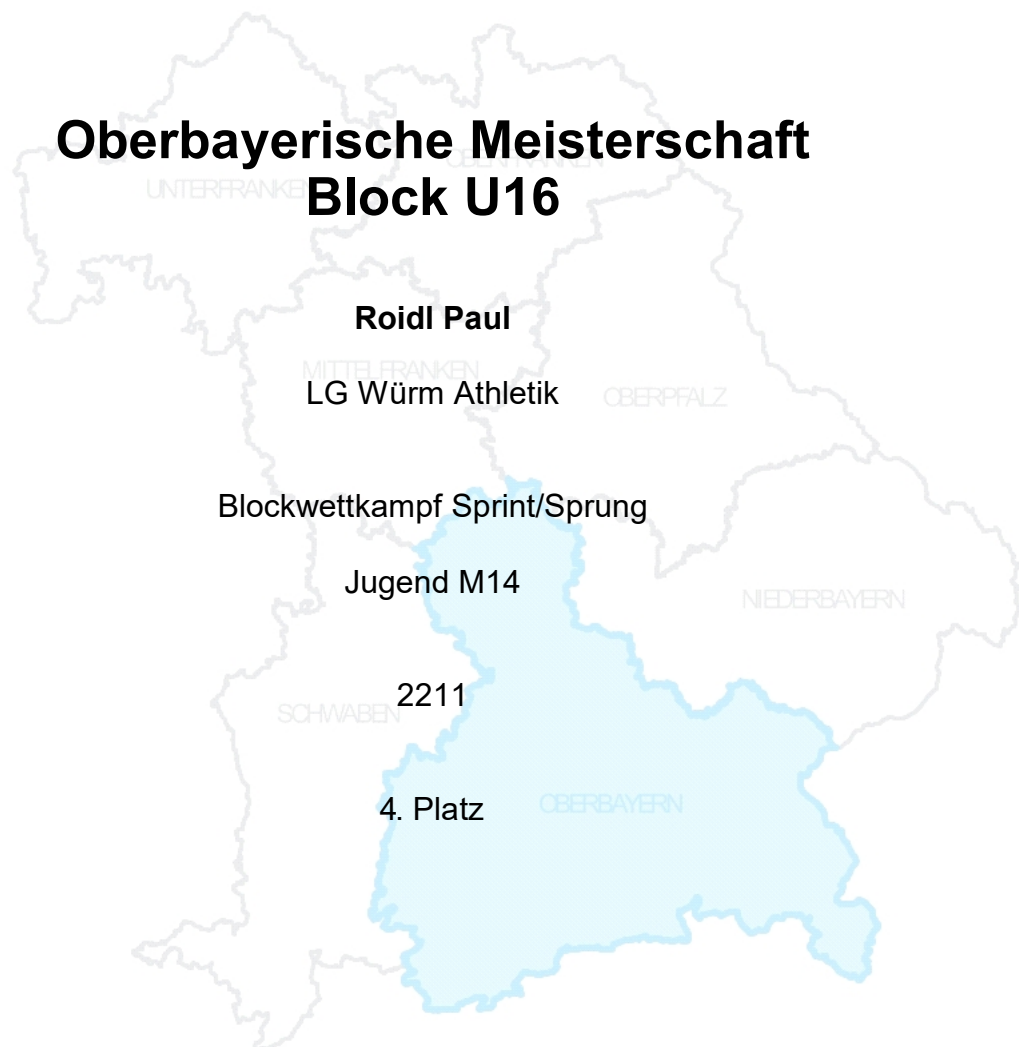 Oberbayerische Meisterschaft
OBERFRANKEN
UNTERFRANKEN
Block U16
Roidl Paul
MITTELFRANKEN
LG Würm Athletik
OBERPFALZ
Blockwettkampf Sprint/Sprung
Jugend M14
NIEDERBAYERN
2211
SCHWABEN
4. Platz
OBERBAYERN